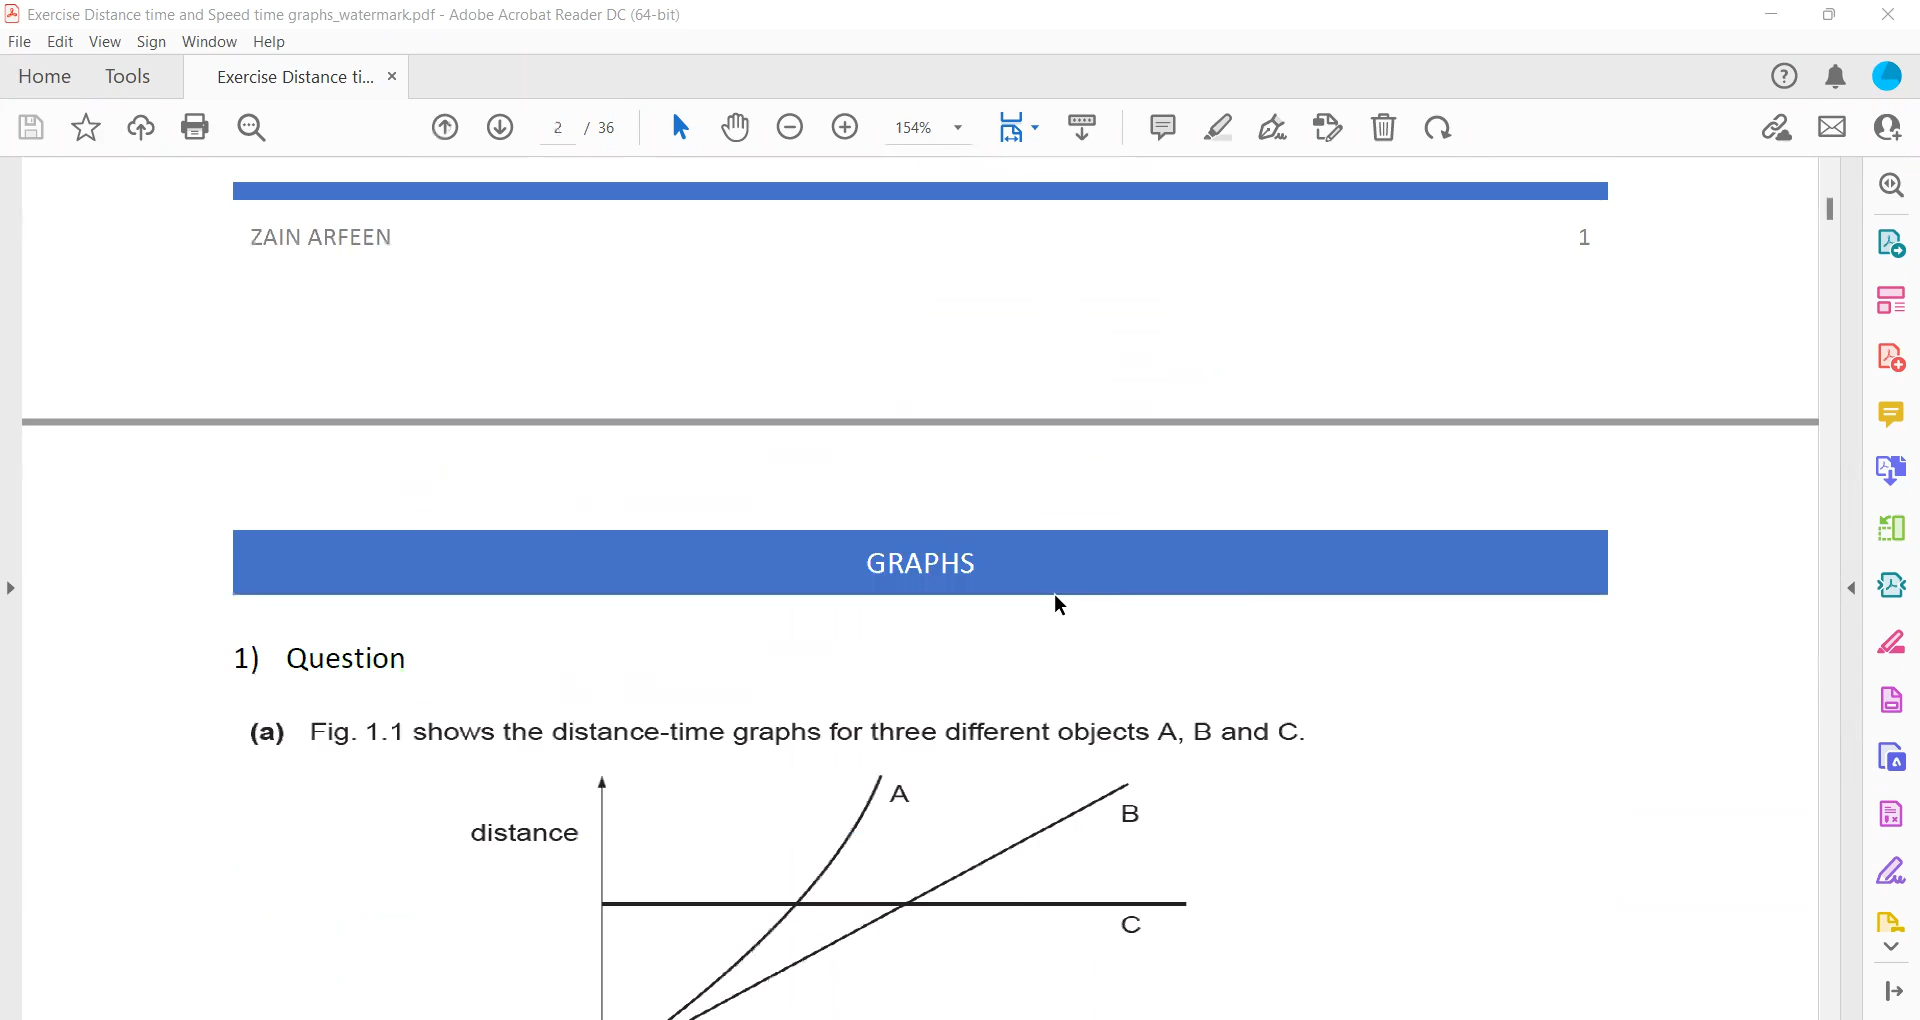 Exercise Distance time and Speed time graphs_watermark.pdf - Adobe Acrobat Reader DC (64-bit)
File Edit View Sign Window Help
Home Tools Exercise Distance ti... ×
2 / 36 154%
ZAIN ARFEEN 1
GRAPHS
1) Question
(a) Fig. 1.1 shows the distance-time graphs for three different objects A, B and C.
A
B
distance
C